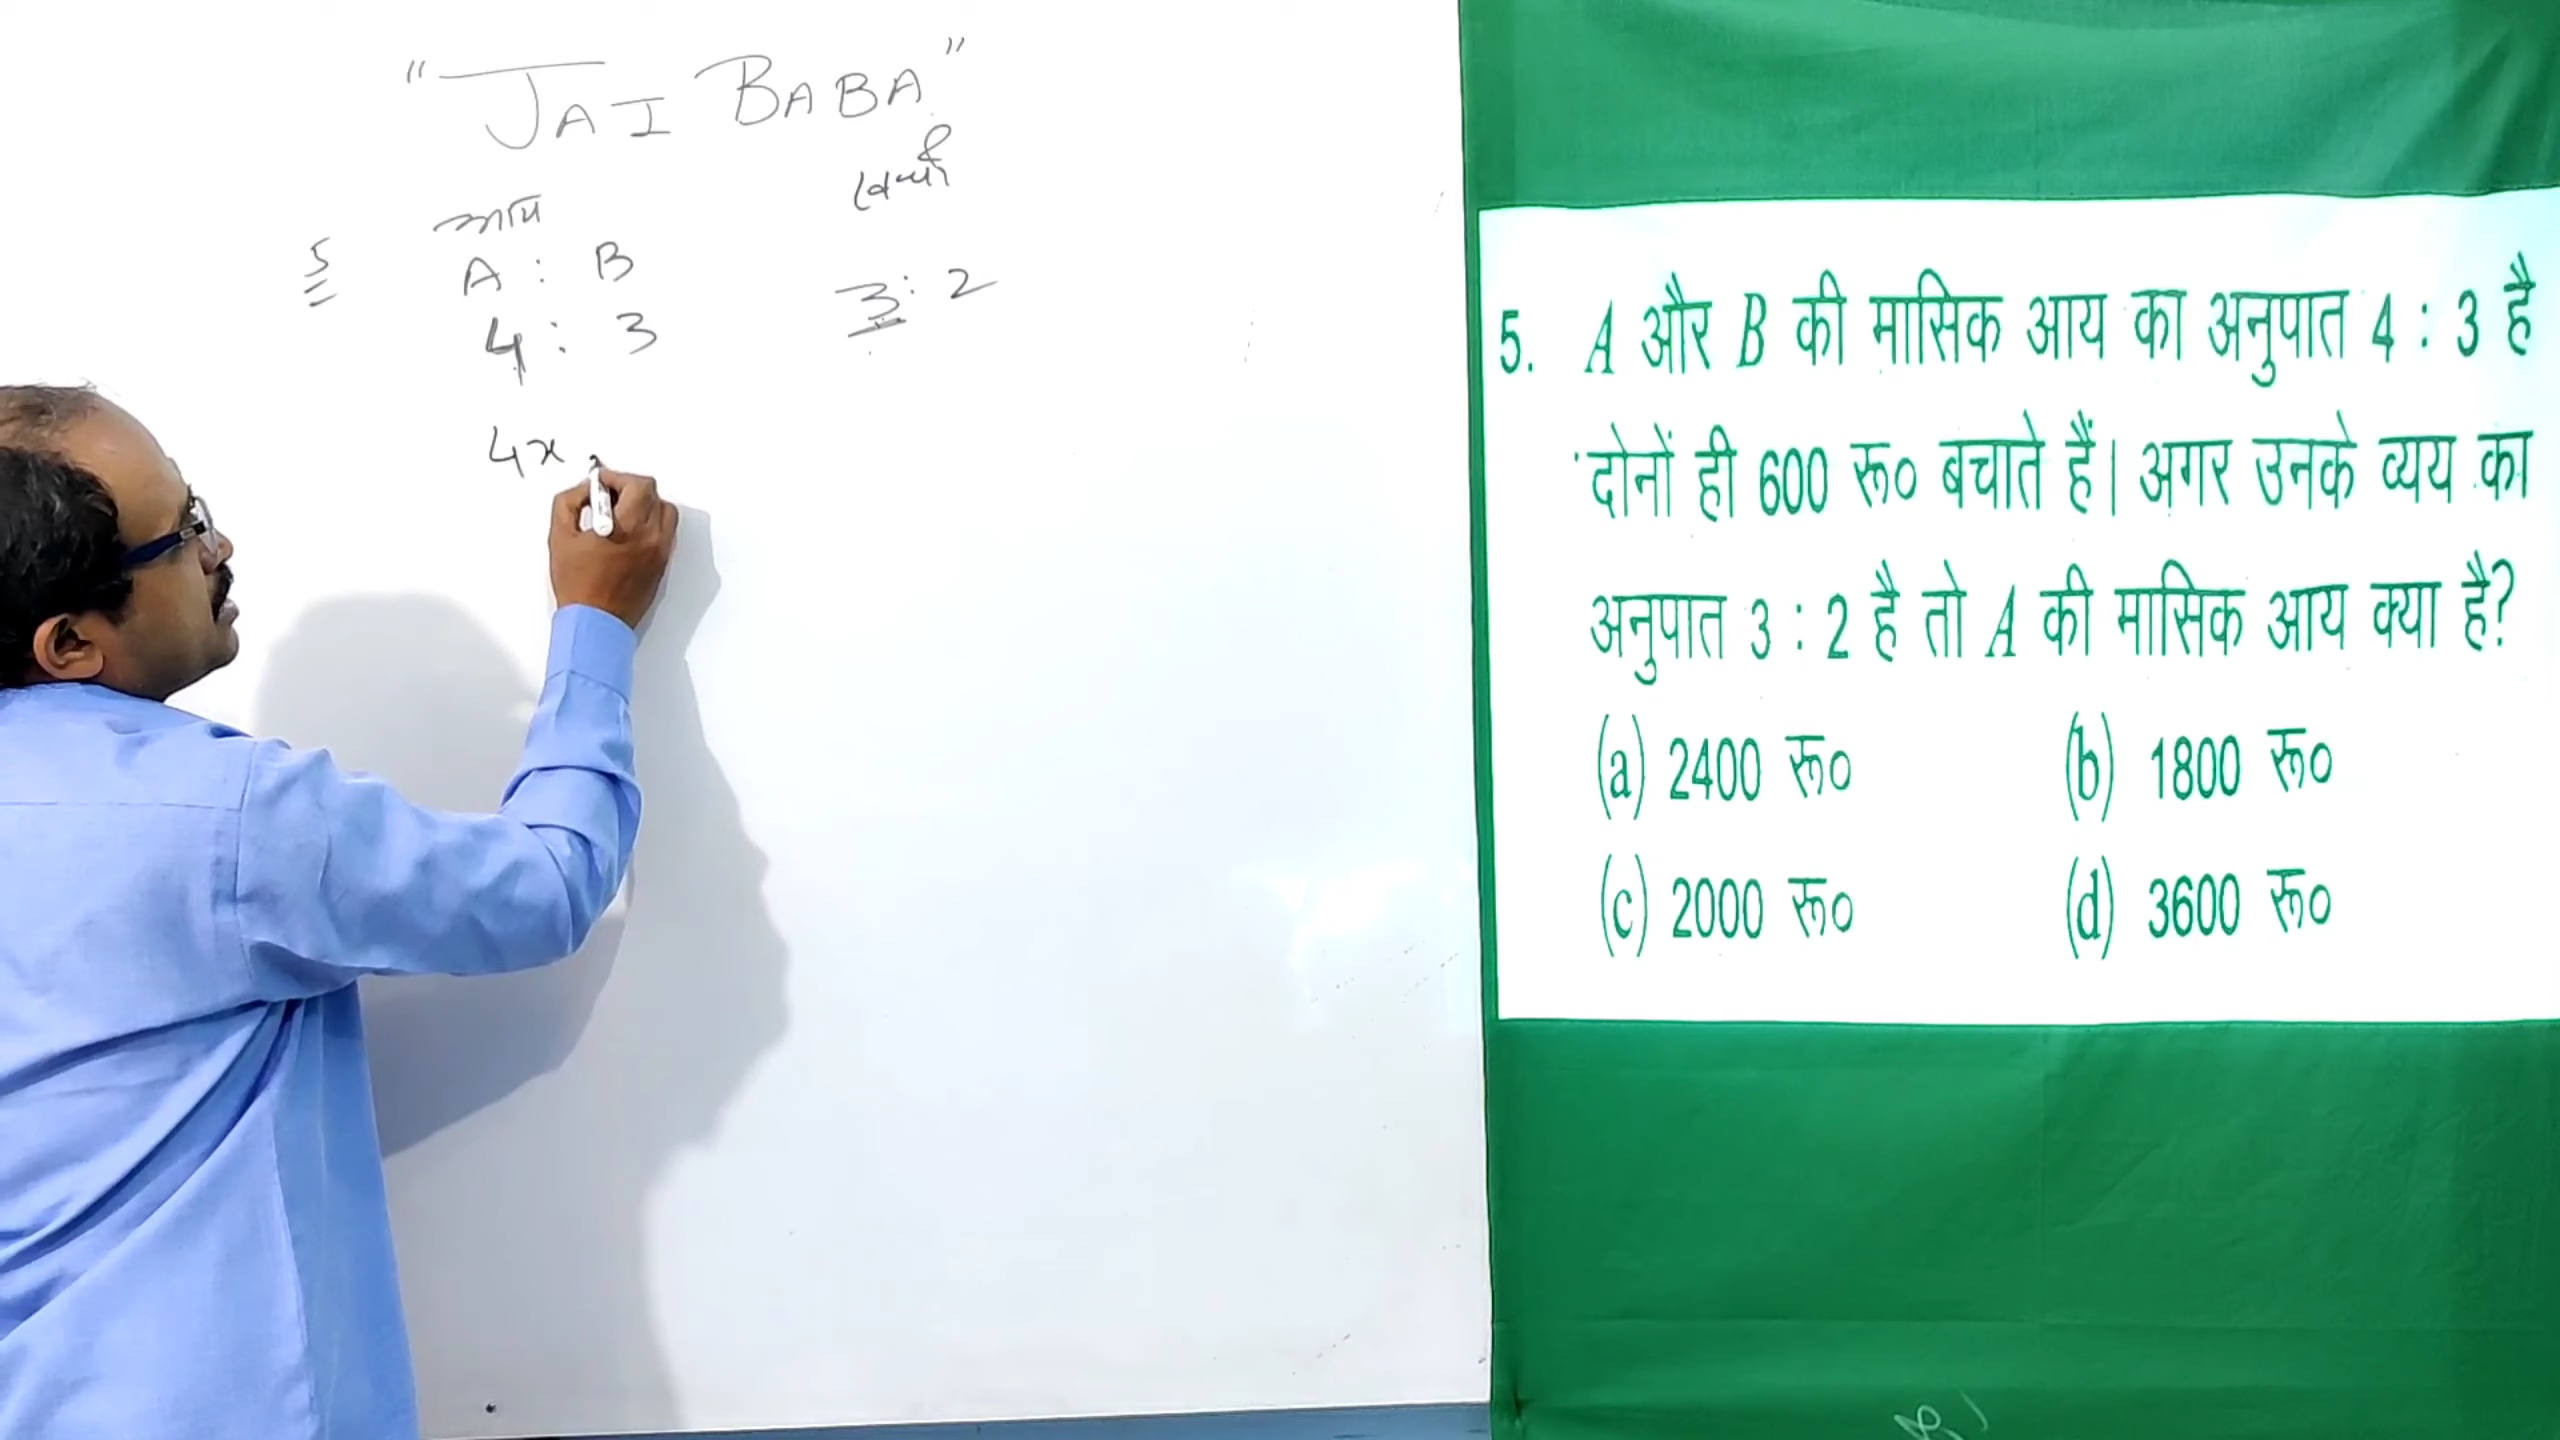 "JAI BABA"
5
आय
A : B
4 : 3
4x
खर्चा
3 : 2
5. A और B की मासिक आय का अनुपात 4 : 3 है
दोनों ही 600 रू० बचाते हैं। अगर उनके व्यय का
अनुपात 3 : 2 है तो A की मासिक आय क्या है?
(a) 2400 रू० (b) 1800 रू०
(c) 2000 रू० (d) 3600 रू०